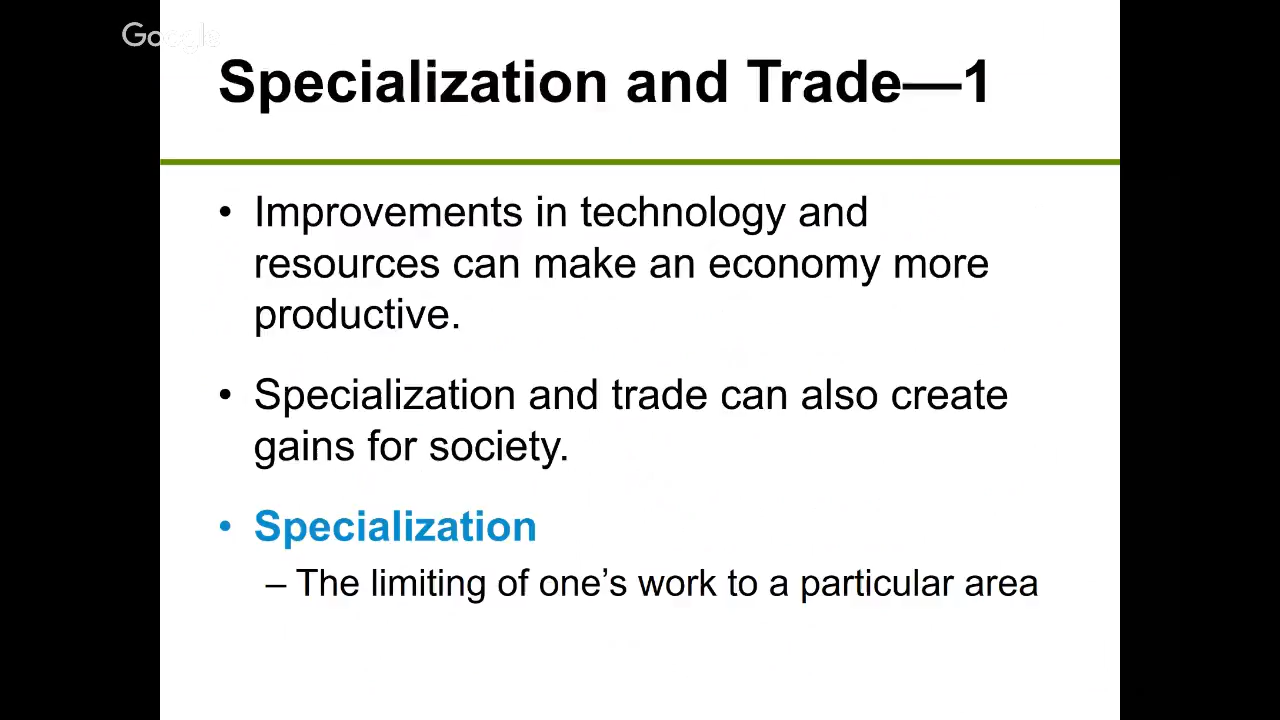 Google
Specialization and Trade—1
• Improvements in technology and
resources can make an economy more
productive.
• Specialization and trade can also create
gains for society.
• Specialization
– The limiting of one’s work to a particular area